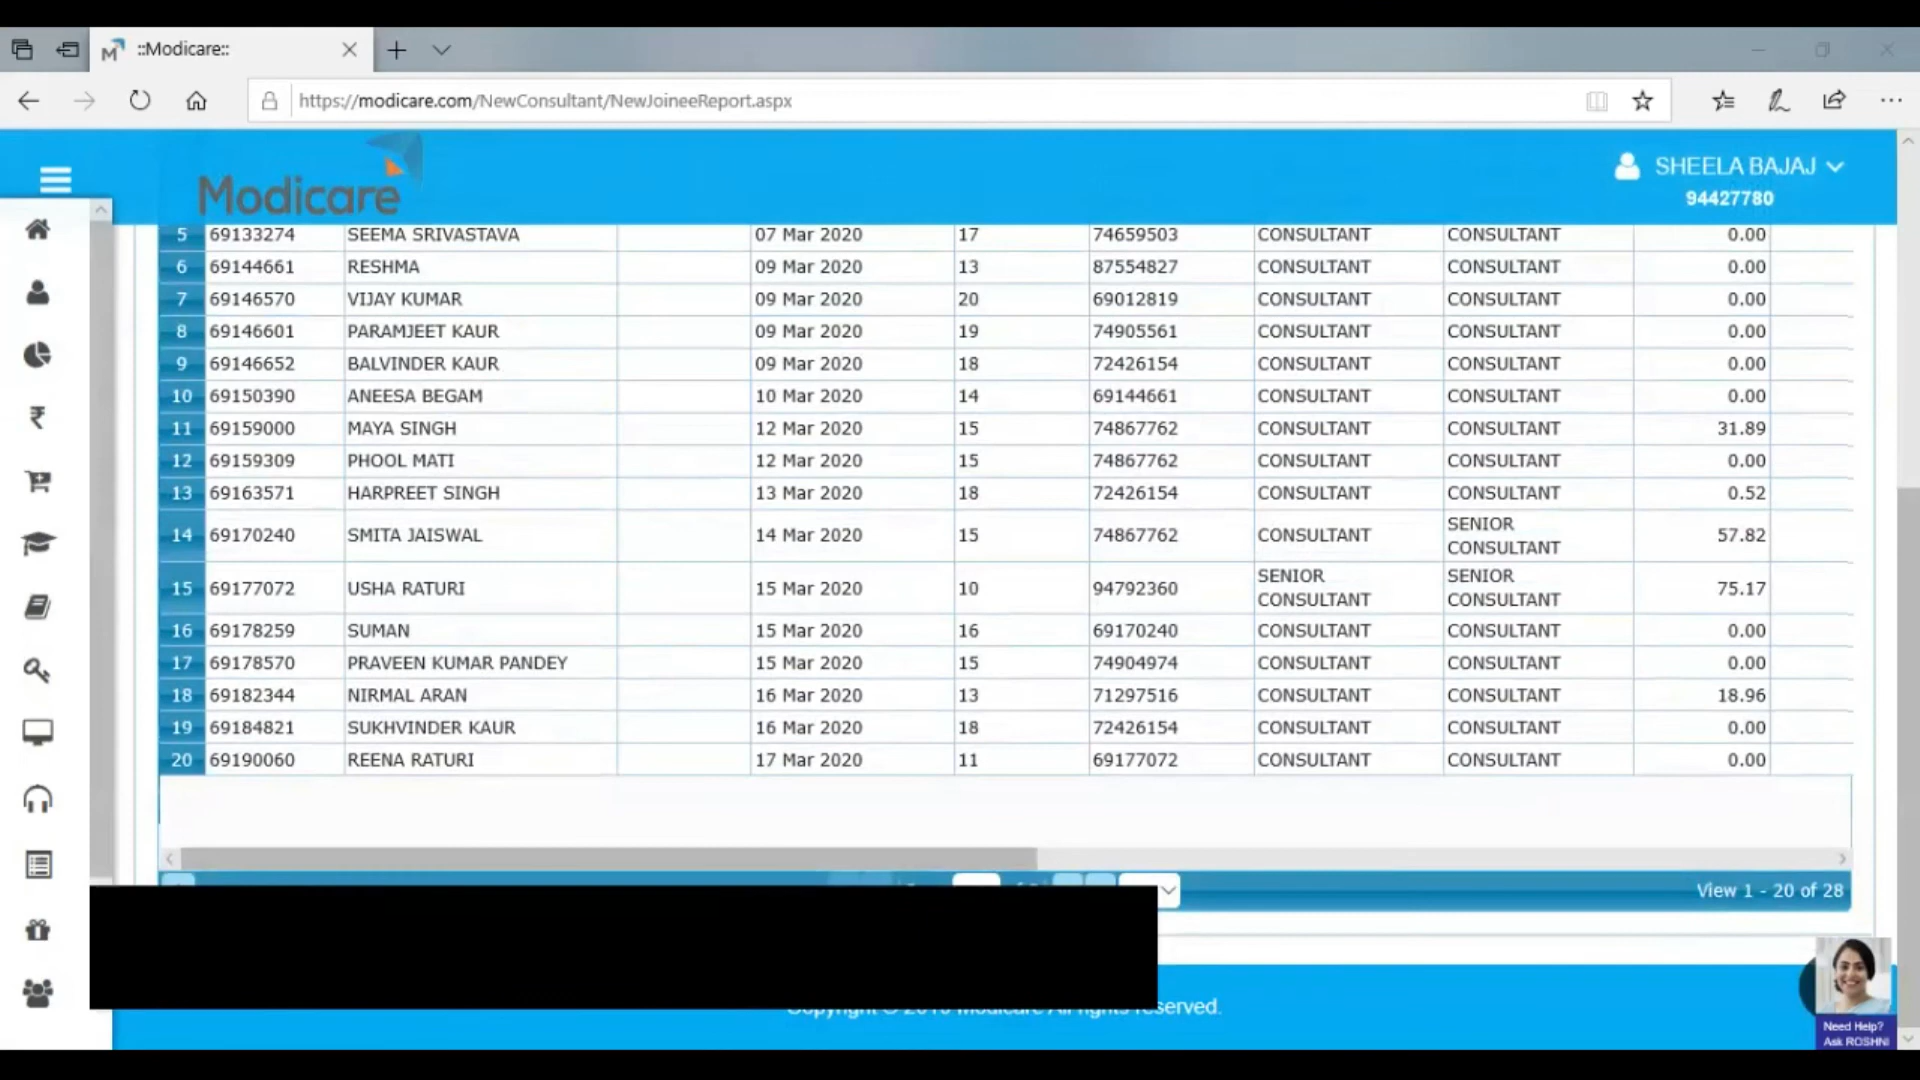 ::Modicare::
https://modicare.com/NewConsultant/NewJoineeReport.aspx
Modicare
SHEELA BAJAJ
94427780
5 69133274 SEEMA SRIVASTAVA 07 Mar 2020 17 74659503 CONSULTANT CONSULTANT 0.00
6 69144661 RESHMA 09 Mar 2020 13 87554827 CONSULTANT CONSULTANT 0.00
7 69146570 VIJAY KUMAR 09 Mar 2020 20 69012819 CONSULTANT CONSULTANT 0.00
8 69146601 PARAMJEET KAUR 09 Mar 2020 19 74905561 CONSULTANT CONSULTANT 0.00
9 69146652 BALVINDER KAUR 09 Mar 2020 18 72426154 CONSULTANT CONSULTANT 0.00
10 69150390 ANEESA BEGAM 10 Mar 2020 14 69144661 CONSULTANT CONSULTANT 0.00
11 69159000 MAYA SINGH 12 Mar 2020 15 74867762 CONSULTANT CONSULTANT 31.89
12 69159309 PHOOL MATI 12 Mar 2020 15 74867762 CONSULTANT CONSULTANT 0.00
13 69163571 HARPREET SINGH 13 Mar 2020 18 72426154 CONSULTANT CONSULTANT 0.52
14 69170240 SMITA JAISWAL 14 Mar 2020 15 74867762 CONSULTANT SENIOR CONSULTANT 57.82
15 69177072 USHA RATURI 15 Mar 2020 10 94792360 SENIOR CONSULTANT SENIOR CONSULTANT 75.17
16 69178259 SUMAN 15 Mar 2020 16 69170240 CONSULTANT CONSULTANT 0.00
17 69178570 PRAVEEN KUMAR PANDEY 15 Mar 2020 15 74904974 CONSULTANT CONSULTANT 0.00
18 69182344 NIRMAL ARAN 16 Mar 2020 13 71297516 CONSULTANT CONSULTANT 18.96
19 69184821 SUKHVINDER KAUR 16 Mar 2020 18 72426154 CONSULTANT CONSULTANT 0.00
20 69190060 REENA RATURI 17 Mar 2020 11 69177072 CONSULTANT CONSULTANT 0.00
View 1 - 20 of 28
Need Help?
Ask ROSHNI